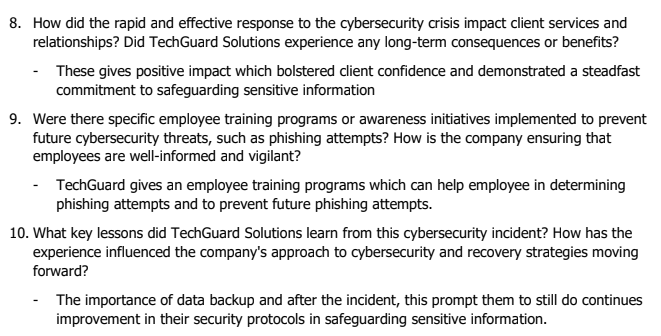 8. How did the rapid and effective response to the cybersecurity crisis impact client services and
relationships? Did TechGuard Solutions experience any long-term consequences or benefits?
- These gives positive impact which bolstered client confidence and demonstrated a steadfast
commitment to safeguarding sensitive information
9. Were there specific employee training programs or awareness initiatives implemented to prevent
future cybersecurity threats, such as phishing attempts? How is the company ensuring that
employees are well-informed and vigilant?
- TechGuard gives an employee training programs which can help employee in determining
phishing attempts and to prevent future phishing attempts.
10. What key lessons did TechGuard Solutions learn from this cybersecurity incident? How has the
experience influenced the company's approach to cybersecurity and recovery strategies moving
forward?
- The importance of data backup and after the incident, this prompt them to still do continues
improvement in their security protocols in safeguarding sensitive information.